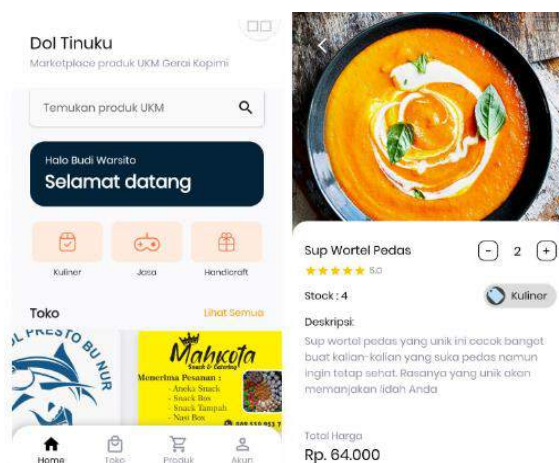 Dol Tinuku
Marketplace produk UKM Gerai Kopimi
Temukan produk UKM
Halo Budi Warsito
Selamat datang
Kuliner
Jasa
Handicraft
Toko
Lihat Semua
PRESTO BU NUR
Mahkota
Snack & Catering
Menerima Pesanan :
- Aneka Snack
- Snack Box
- Snack Tampah
- Nasi Box
Home
Toko
Produk
Akun
Sup Wortel Pedas
- 2 +
5.0
Stock : 4
Kuliner
Deskripsi:
Sup wortel pedas yang unik ini cocok banget
buat kalian-kalian yang suka pedas namun
ingin tetap sehat. Rasanya yang unik akan
memanjakan lidah Anda
Total Harga
Rp. 64.000